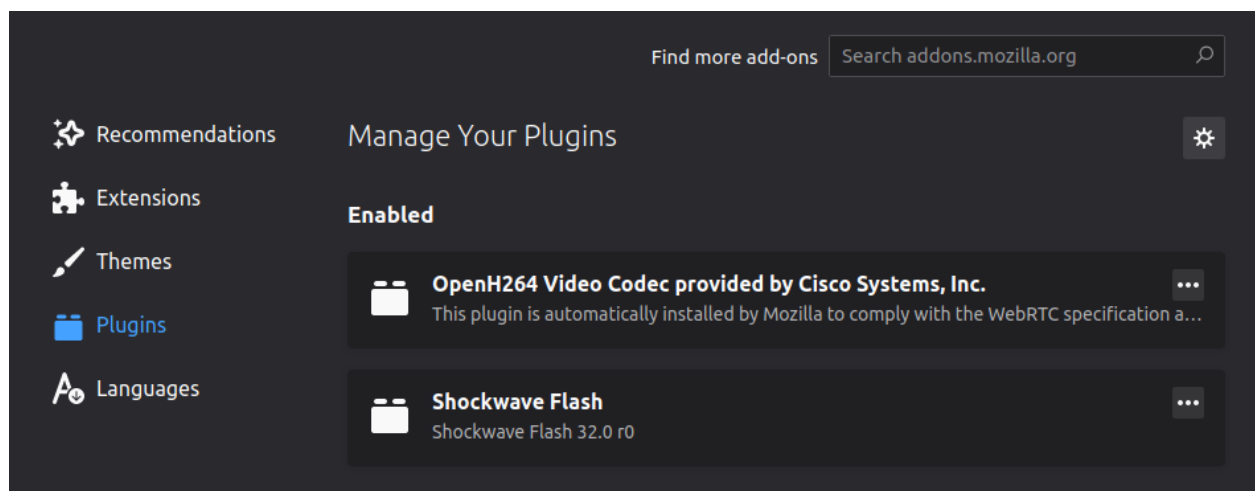 Find more add-ons
Search addons.mozilla.org
Recommendations
Manage Your Plugins
Extensions
Enabled
Themes
OpenH264 Video Codec provided by Cisco Systems, Inc.
This plugin is automatically installed by Mozilla to comply with the WebRTC specification a...
Plugins
Languages
Shockwave Flash
Shockwave Flash 32.0 r0